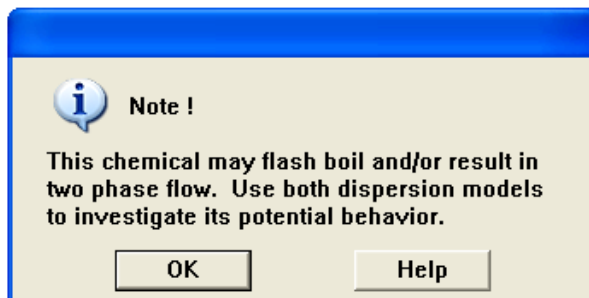 Note !
This chemical may flash boil and/or result in
two phase flow.  Use both dispersion models
to investigate its potential behavior.
OK
Help